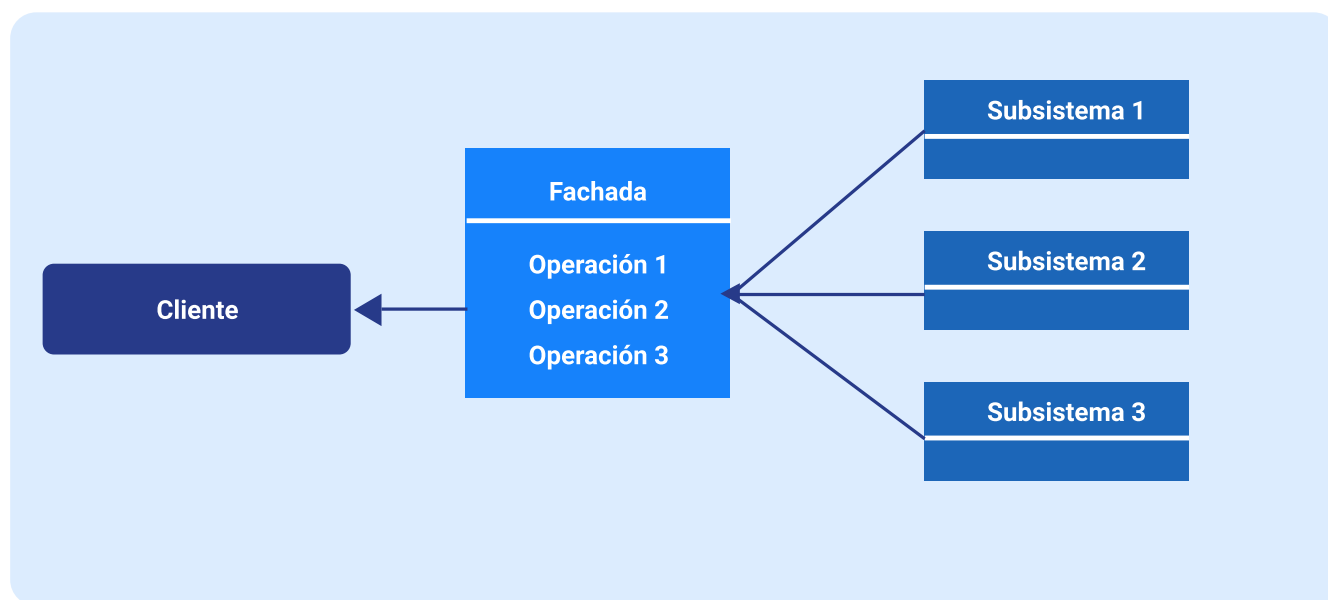 Cliente
Fachada
Operación 1
Operación 2
Operación 3
Subsistema 1
Subsistema 2
Subsistema 3